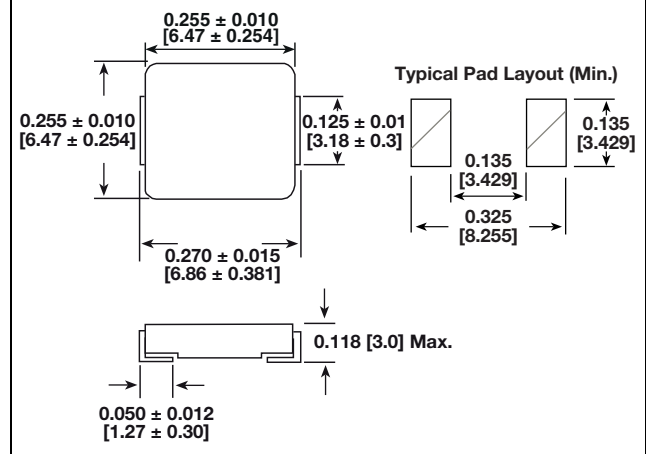 0.255 ± 0.010
[6.47 ± 0.254]
Typical Pad Layout (Min.)
0.255 ± 0.010
[6.47 ± 0.254]
0.125 ± 0.01
[3.18 ± 0.3]
0.135
[3.429]
0.135
[3.429]
0.325
[8.255]
0.270 ± 0.015
[6.86 ± 0.381]
0.118 [3.0] Max.
0.050 ± 0.012
[1.27 ± 0.30]